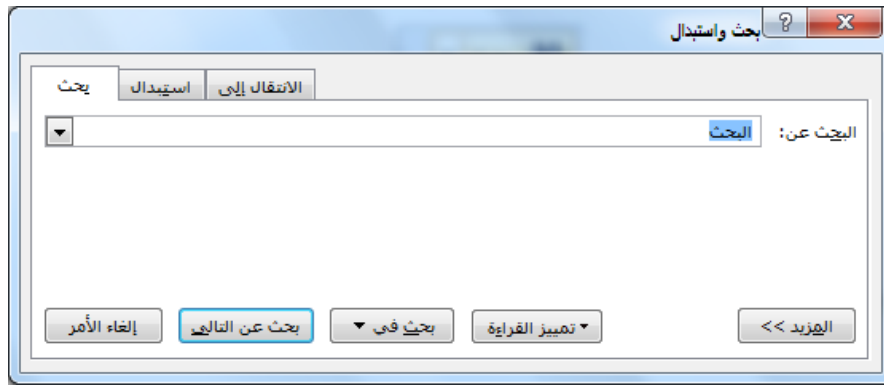 بحث واستبدال
بحث استبدال الانتقال إلى
البحث عن: البحث
المزيد >> تمييز القراءة بحث في بحث عن التالي إلغاء الأمر